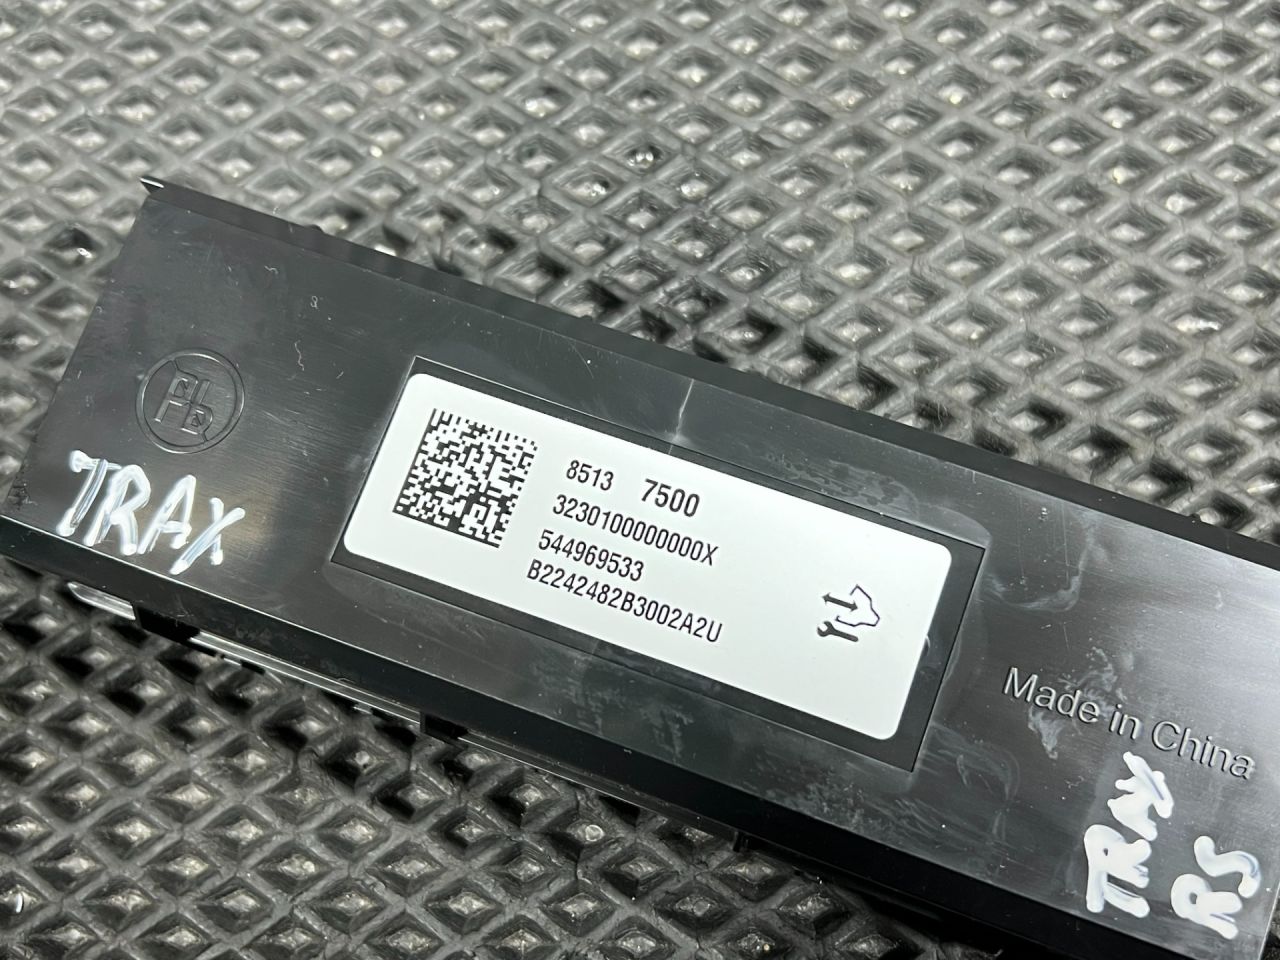 TRAX
8513 7500
3230100000000X
544969533
B2242482B3002A2U
Made in China
TRAX
RS